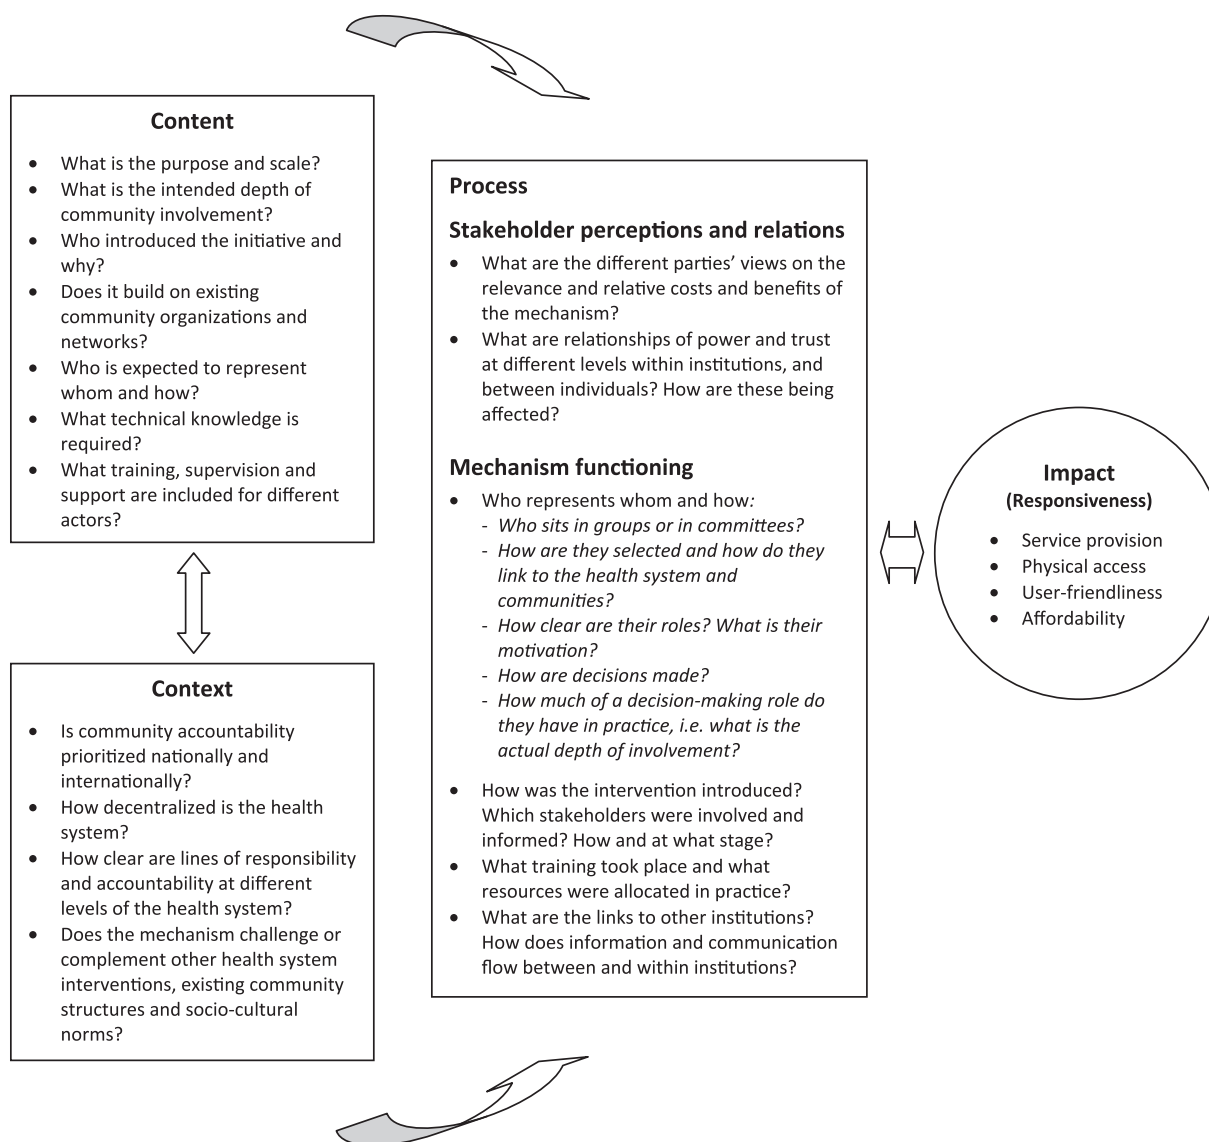 Content
• What is the purpose and scale?
• What is the intended depth of
community involvement?
• Who introduced the initiative and
why?
• Does it build on existing
community organizations and
networks?
• Who is expected to represent
whom and how?
• What technical knowledge is
required?
• What training, supervision and
support are included for different
actors?
Context
• Is community accountability
prioritized nationally and
internationally?
• How decentralized is the health
system?
• How clear are lines of responsibility
and accountability at different
levels of the health system?
• Does the mechanism challenge or
complement other health system
interventions, existing community
structures and socio-cultural
norms?
Process
Stakeholder perceptions and relations
• What are the different parties’ views on the
relevance and relative costs and benefits of
the mechanism?
• What are relationships of power and trust
at different levels within institutions, and
between individuals? How are these being
affected?
Mechanism functioning
• Who represents whom and how:
- Who sits in groups or in committees?
- How are they selected and how do they
link to the health system and
communities?
- How clear are their roles? What is their
motivation?
- How are decisions made?
- How much of a decision-making role do
they have in practice, i.e. what is the
actual depth of involvement?
• How was the intervention introduced?
Which stakeholders were involved and
informed? How and at what stage?
• What training took place and what
resources were allocated in practice?
• What are the links to other institutions?
How does information and communication
flow between and within institutions?
Impact
(Responsiveness)
• Service provision
• Physical access
• User-friendliness
• Affordability